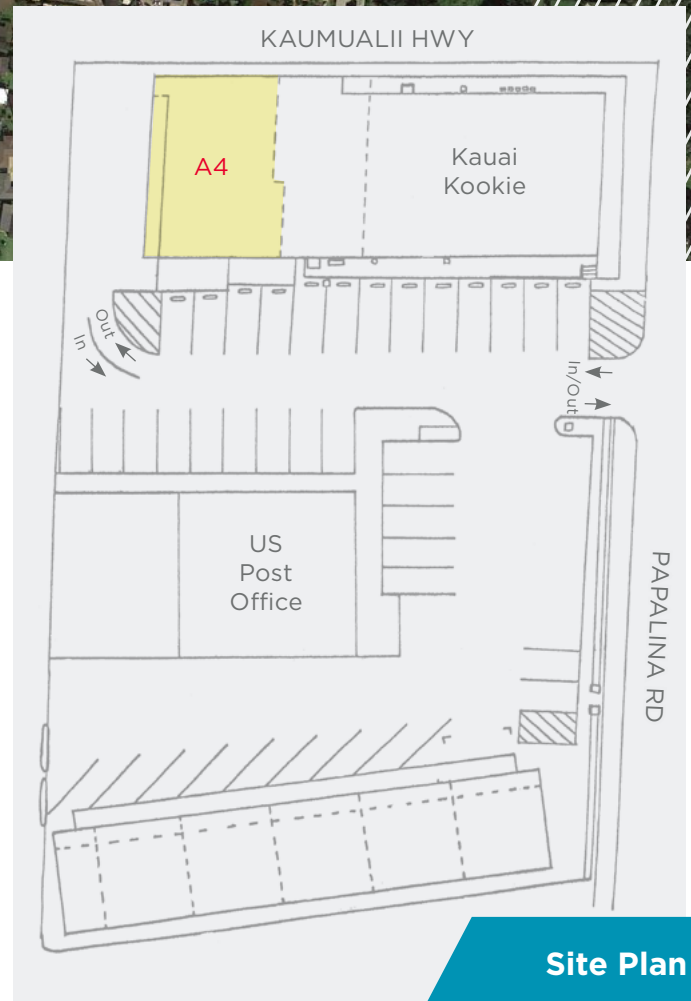 KAUMUALII HWY
A4
Kauai
Kookie
Out
In
In/Out
US
Post
Office
PAPALINA RD
Site Plan